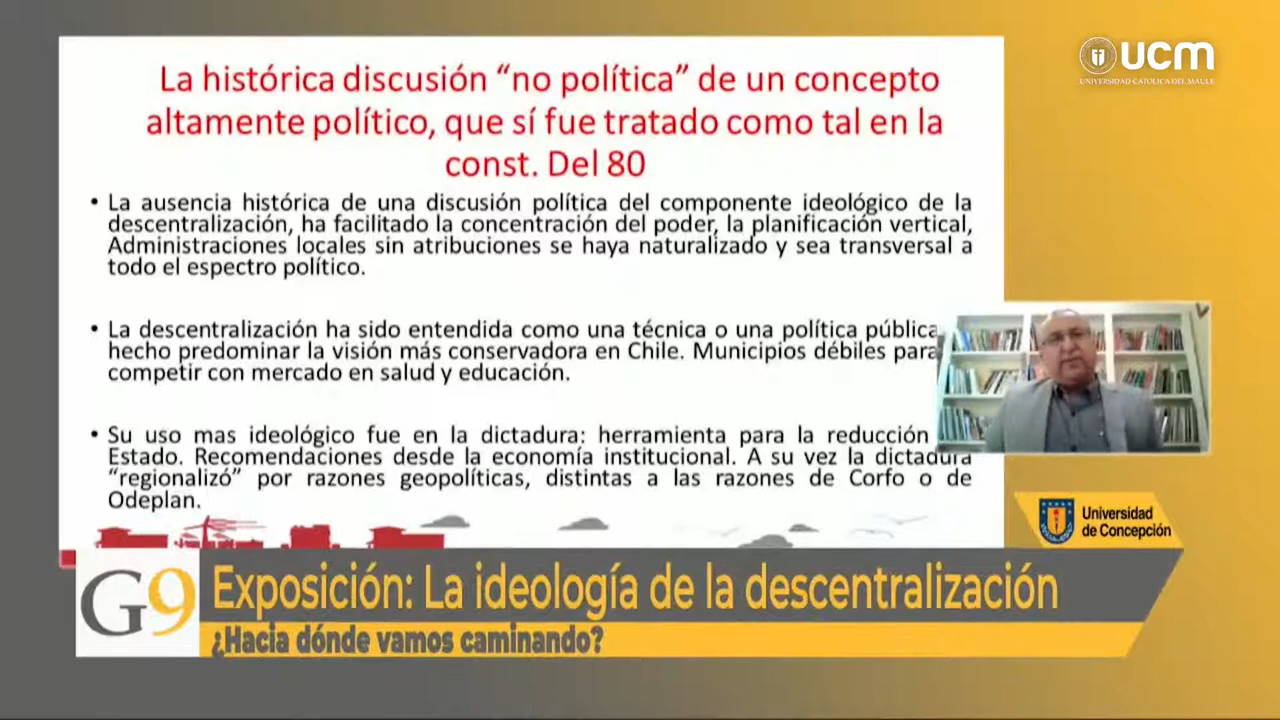 La histórica discusión “no política” de un concepto
altamente político, que sí fue tratado como tal en la
const. Del 80
• La ausencia histórica de una discusión política del componente ideológico de la
descentralización, ha facilitado la concentración del poder, la planificación vertical,
Administraciones locales sin atribuciones se haya naturalizado y sea transversal a
todo el espectro político.
• La descentralización ha sido entendida como una técnica o una política pública
hecho predominar la visión más conservadora en Chile. Municipios débiles para
competir con mercado en salud y educación.
• Su uso mas ideológico fue en la dictadura: herramienta para la reducción
Estado. Recomendaciones desde la economía institucional. A su vez la dictadura
“regionalizó” por razones geopolíticas, distintas a las razones de Corfo o de
Odeplan.
ucm
UNIVERSIDAD CATOLICA DEL MAULE
Universidad
de Concepción
G9
Exposición: La ideología de la descentralización
¿Hacia dónde vamos caminando?